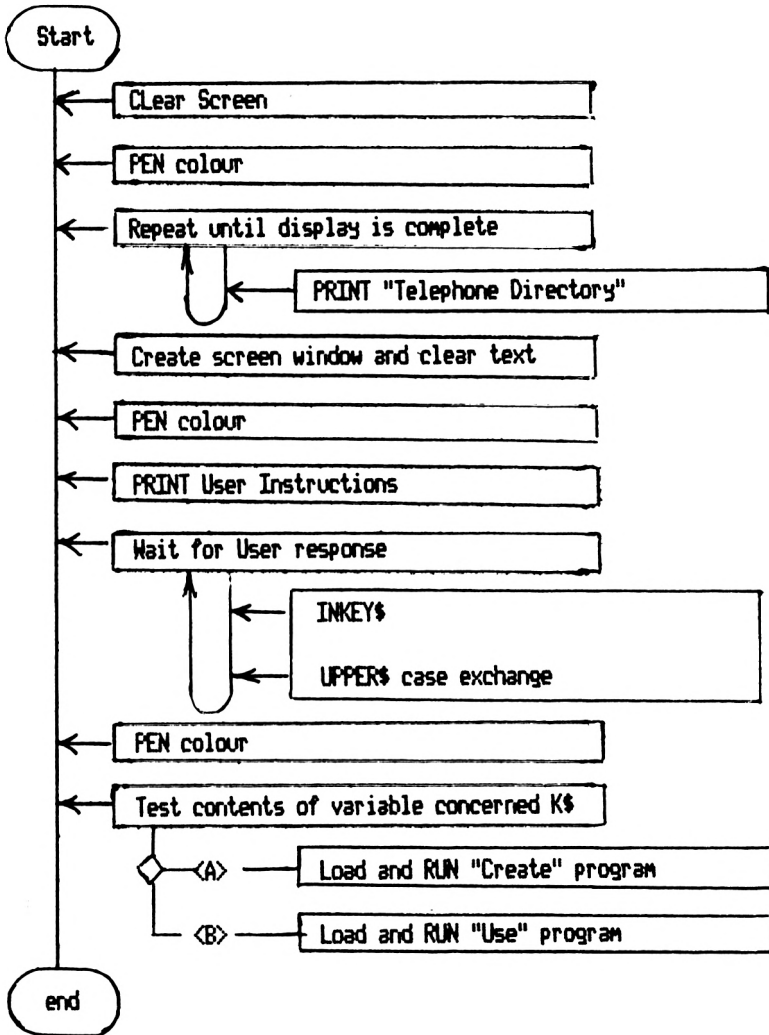 Start
CLear Screen
PEN colour
Repeat until display is complete
PRINT "Telephone Directory"
Create screen window and clear text
PEN colour
PRINT User Instructions
Wait for User response
INKEY$
UPPER$ case exchange
PEN colour
Test contents of variable concerned K$
<A>
Load and RUN "Create" program
<B>
Load and RUN "Use" program
end